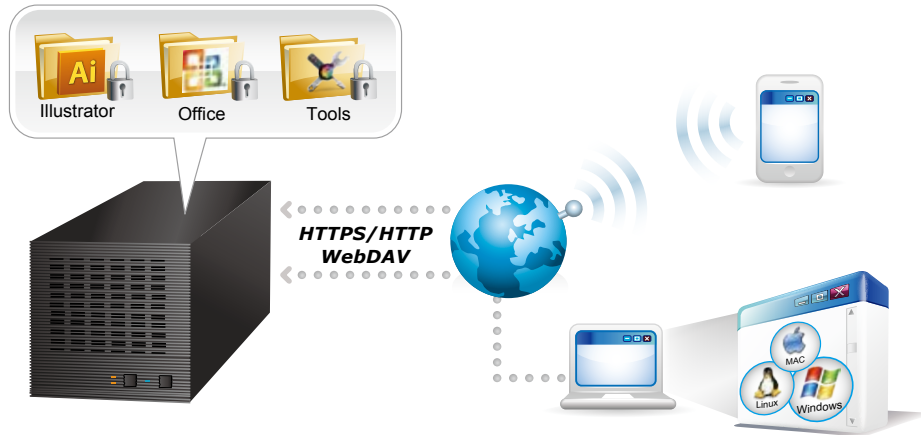 Ai
Illustrator
Office
Tools
HTTPS/HTTP
WebDAV
MAC
Linux
Windows